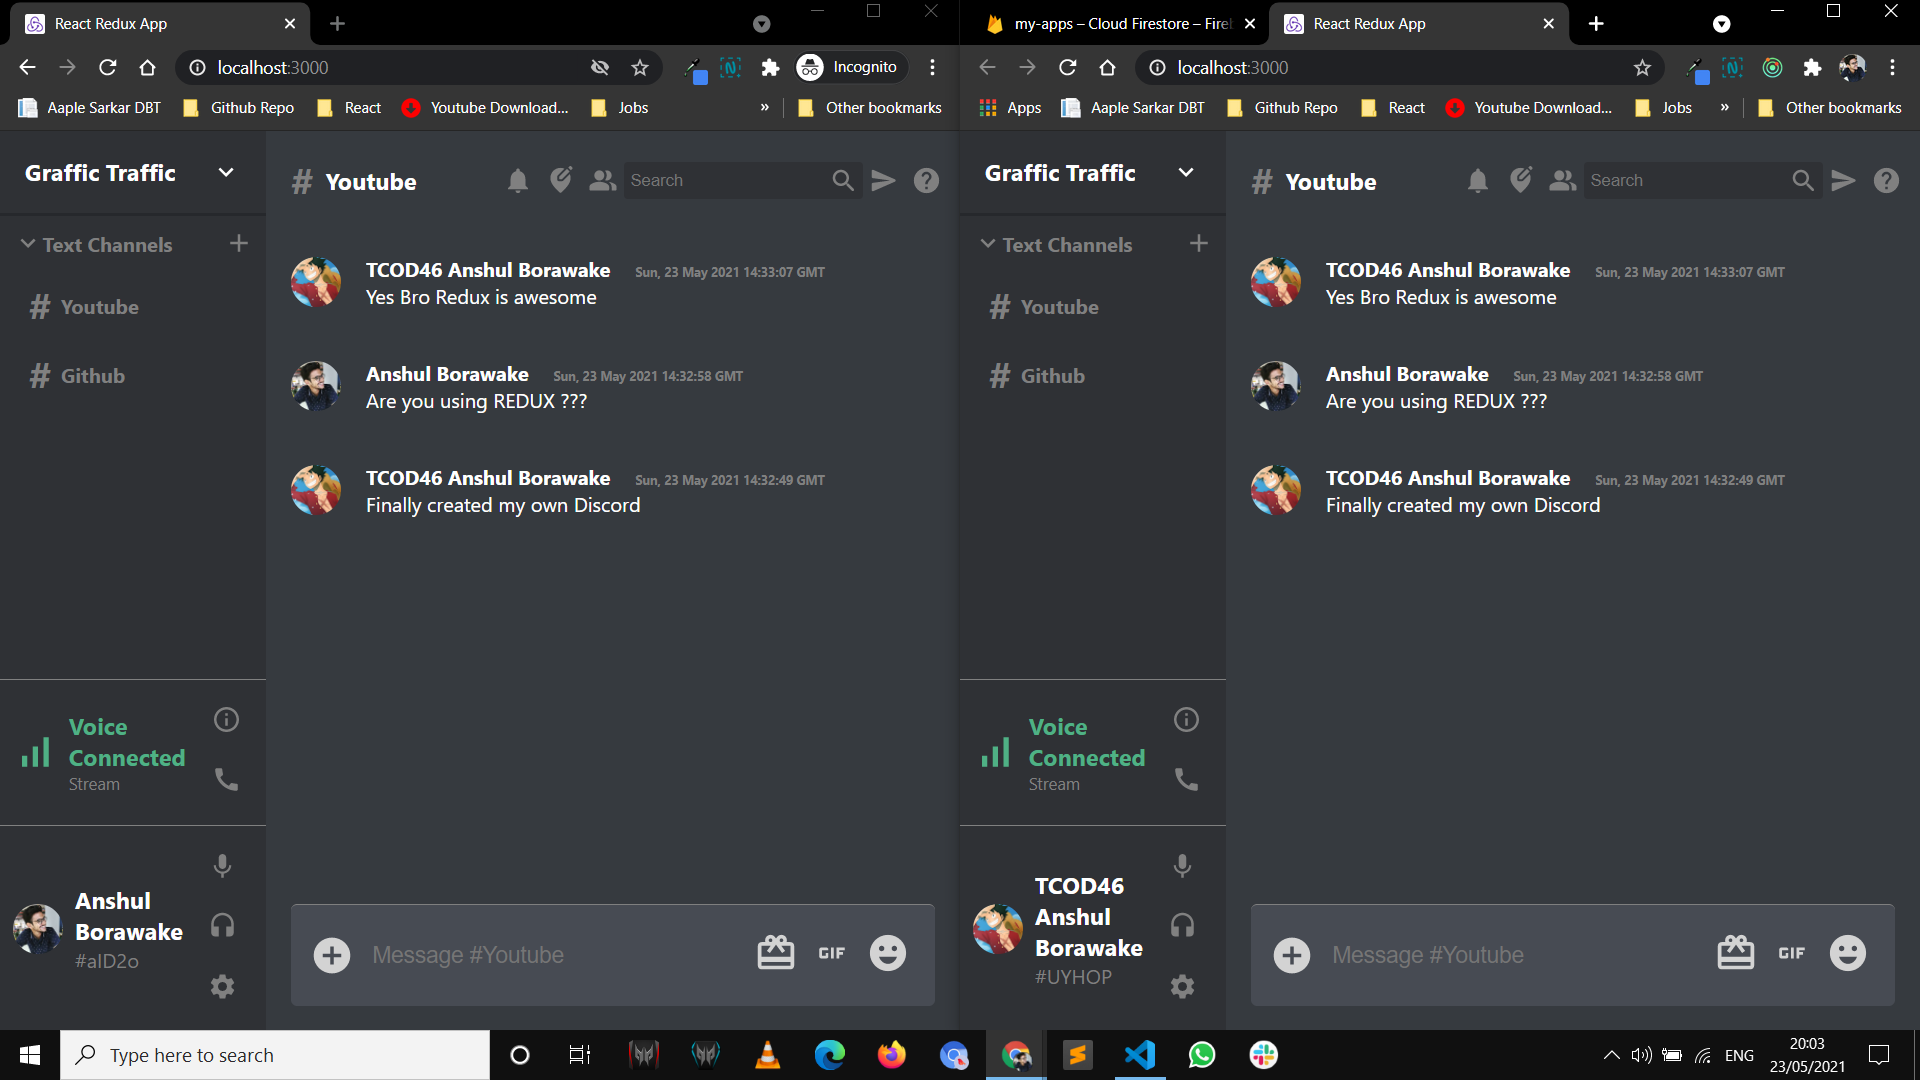 React Redux App
localhost:3000
Incognito
Aaple Sarkar DBT
Github Repo
React
Youtube Download...
Jobs
»
Other bookmarks
Graffic Traffic
# Youtube
Search
Text Channels
# Youtube
# Github
TCOD46 Anshul Borawake Sun, 23 May 2021 14:33:07 GMT
Yes Bro Redux is awesome
Anshul Borawake Sun, 23 May 2021 14:32:58 GMT
Are you using REDUX ???
TCOD46 Anshul Borawake Sun, 23 May 2021 14:32:49 GMT
Finally created my own Discord
Voice
Connected
Stream
Anshul
Borawake
#aID2o
Message #Youtube
GIF
my-apps – Cloud Firestore – Fire
React Redux App
localhost:3000
Apps
Aaple Sarkar DBT
Github Repo
React
Youtube Download...
Jobs
»
Other bookmarks
Graffic Traffic
# Youtube
Search
Text Channels
# Youtube
# Github
TCOD46 Anshul Borawake Sun, 23 May 2021 14:33:07 GMT
Yes Bro Redux is awesome
Anshul Borawake Sun, 23 May 2021 14:32:58 GMT
Are you using REDUX ???
TCOD46 Anshul Borawake Sun, 23 May 2021 14:32:49 GMT
Finally created my own Discord
Voice
Connected
Stream
TCOD46
Anshul
Borawake
#UYHOP
Message #Youtube
GIF
Type here to search
ENG
20:03
23/05/2021